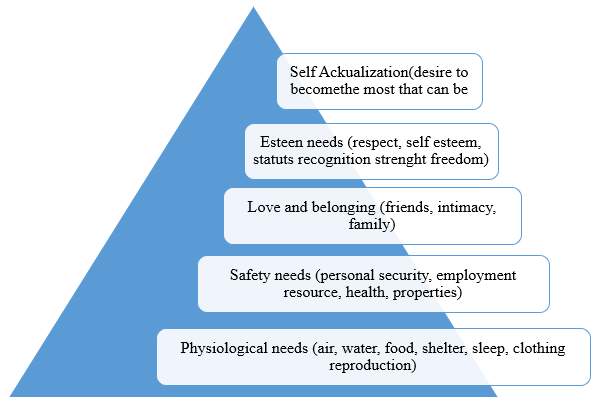 Self Ackualization(desire to
becomethe most that can be
Esteen needs (respect, self esteem,
statuts recognition strenght freedom)
Love and belonging (friends, intimacy,
family)
Safety needs (personal security, employment
resource, health, properties)
Physiological needs (air, water, food, shelter, sleep, clothing
reproduction)